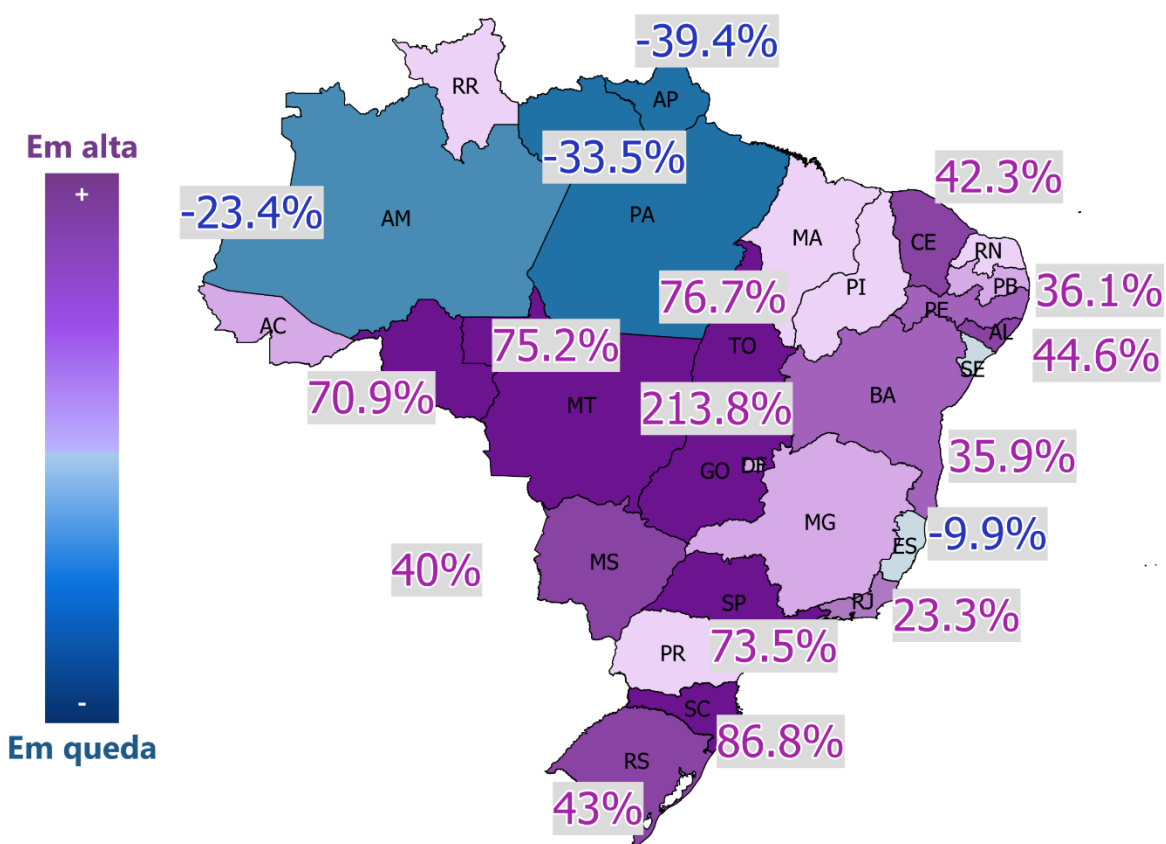 -39.4%
RR
AP
Em alta
+
-33.5%
42.3%
-23.4%
AM
PA
MA
CE
RN
PI
PB
36.1%
76.7%
PE
AC
75.2%
TO
AL
44.6%
SE
70.9%
MT
213.8%
BA
GO
DF
35.9%
MG
-9.9%
ES
40%
MS
SP
RJ
23.3%
PR
73.5%
SC
-
86.8%
Em queda
RS
43%